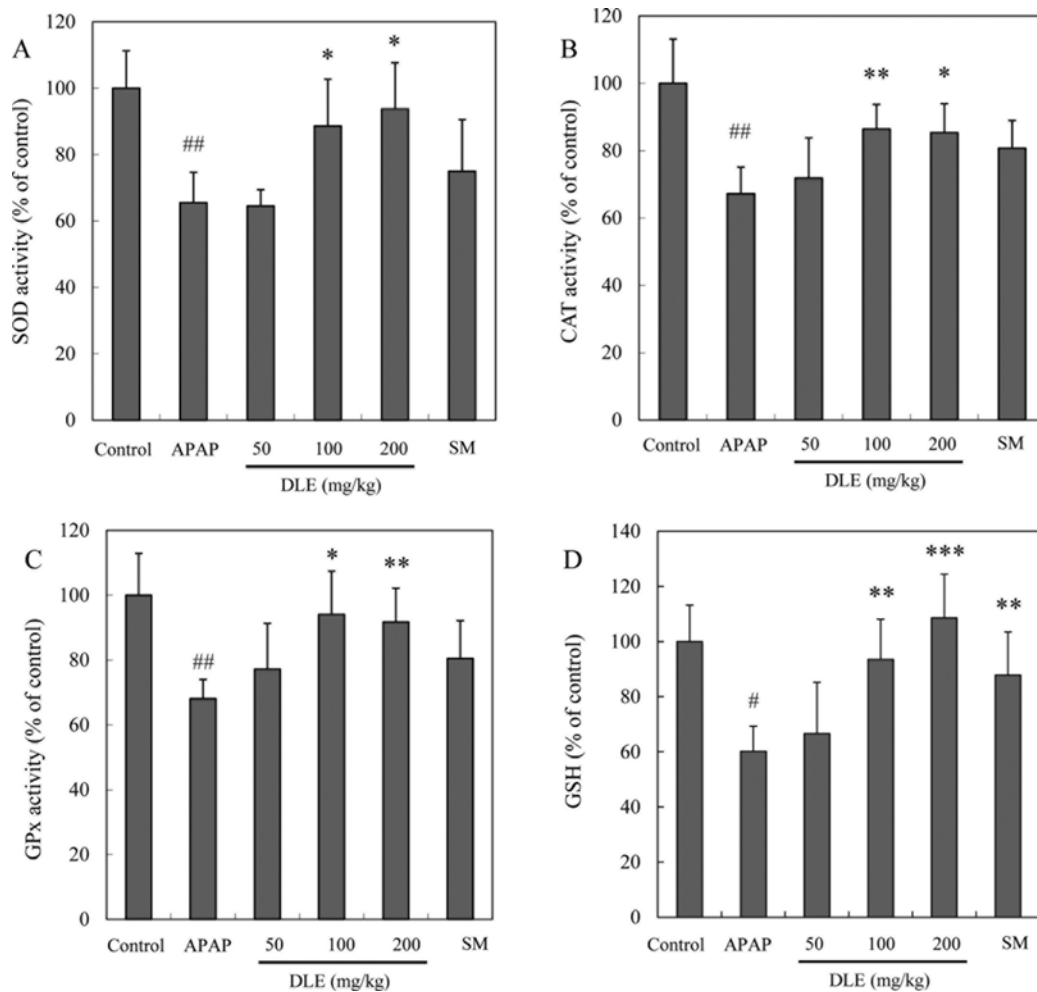 A
SOD activity (% of control)
120
100
80
60
40
20
0
##
*
*
Control APAP 50 100 200 SM
DLE (mg/kg)
B
CAT activity (% of control)
120
100
80
60
40
20
0
##
**
*
Control APAP 50 100 200 SM
DLE (mg/kg)
C
GPx activity (% of control)
120
100
80
60
40
20
0
##
*
**
Control APAP 50 100 200 SM
DLE (mg/kg)
D
GSH (% of control)
140
120
100
80
60
40
20
0
#
**
***
**
Control APAP 50 100 200 SM
DLE (mg/kg)